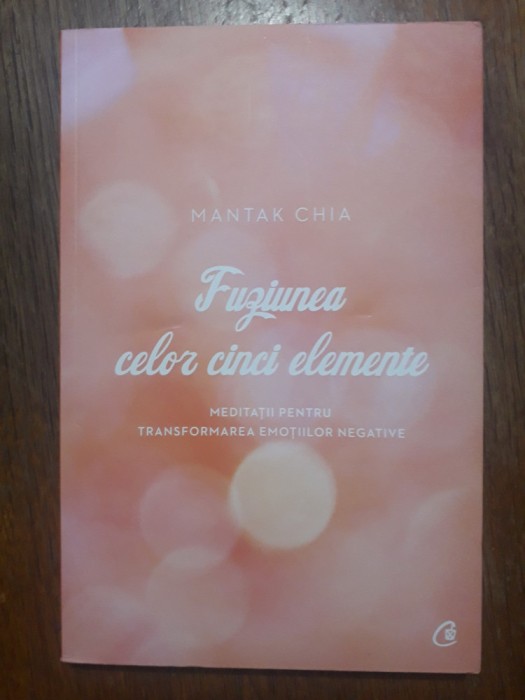 MANTAK CHIA
Fuziunea
celor cinci elemente
MEDITAȚII PENTRU
TRANSFORMAREA EMOȚIILOR NEGATIVE